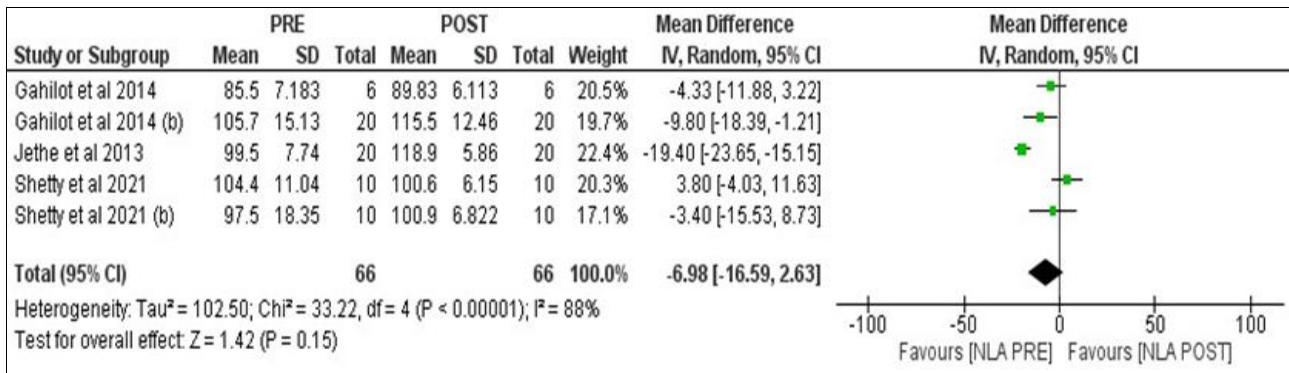 PRE POST Mean Difference Mean Difference
Study or Subgroup Mean SD Total Mean SD Total Weight IV, Random, 95% CI IV, Random, 95% CI
Gahilot et al 2014 85.5 7.183 6 89.83 6.113 6 20.5% -4.33 [-11.88, 3.22]
Gahilot et al 2014 (b) 105.7 15.13 20 115.5 12.46 20 19.7% -9.80 [-18.39, -1.21]
Jethe et al 2013 99.5 7.74 20 118.9 5.86 20 22.4% -19.40 [-23.65, -15.15]
Shetty et al 2021 104.4 11.04 10 100.6 6.15 10 20.3% 3.80 [-4.03, 11.63]
Shetty et al 2021 (b) 97.5 18.35 10 100.9 6.822 10 17.1% -3.40 [-15.53, 8.73]
Total (95% CI) 66 66 100.0% -6.98 [-16.59, 2.63]
Heterogeneity: Tau² = 102.50; Chi² = 33.22, df = 4 (P < 0.00001); I² = 88%
Test for overall effect: Z = 1.42 (P = 0.15)
-100 -50 0 50 100
Favours [NLA PRE] Favours [NLA POST]